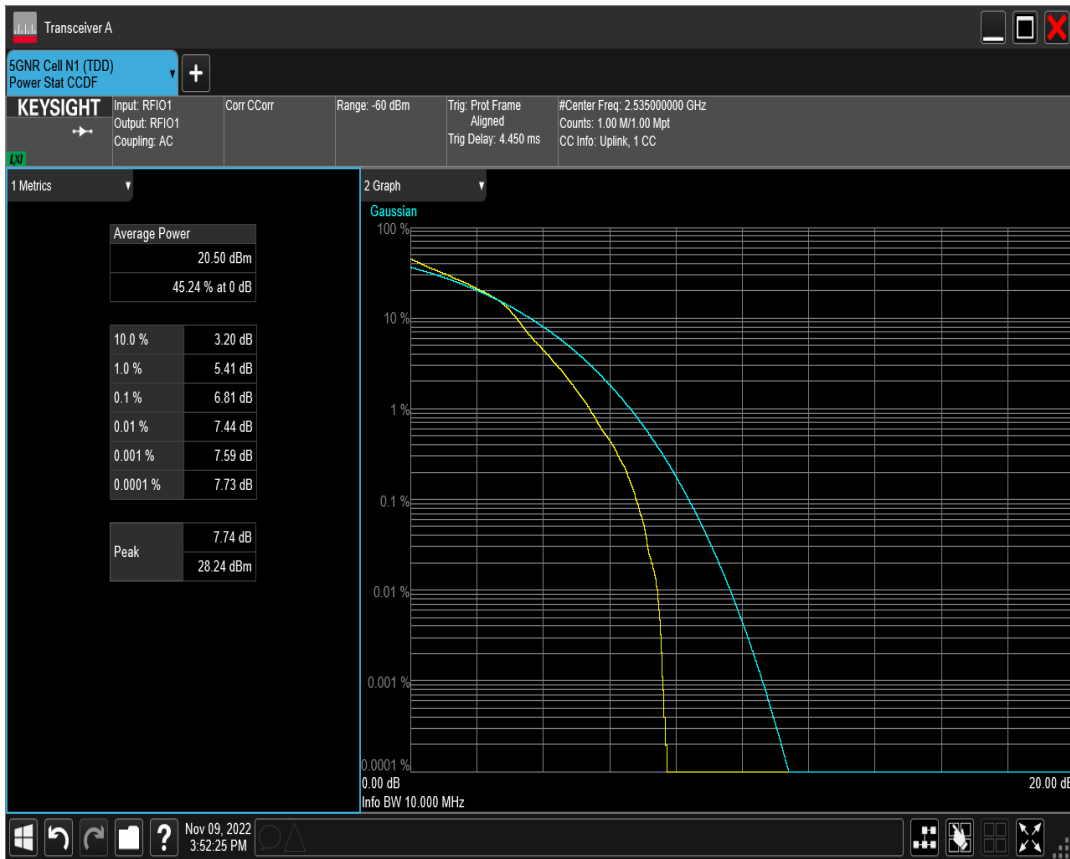 Transceiver A
5GNR Cell N1 (TDD)
Power Stat CCDF
+
KEYSIGHT
LXI
Input: RFIO1
Output: RFIO1
Coupling: AC
Corr CCorr
Range: -60 dBm
Trig: Prot Frame
Aligned
Trig Delay: 4.450 ms
#Center Freq: 2.535000000 GHz
Counts: 1.00 M/1.00 Mpt
CC Info: Uplink, 1 CC
1 Metrics
Average Power
20.50 dBm
45.24 % at 0 dB
10.0 % 3.20 dB
1.0 % 5.41 dB
0.1 % 6.81 dB
0.01 % 7.44 dB
0.001 % 7.59 dB
0.0001 % 7.73 dB
Peak 7.74 dB
28.24 dBm
2 Graph
Gaussian
100 %
10 %
1 %
0.1 %
0.01 %
0.001 %
0.0001 %
0.00 dB 20.00 dB
Info BW 10.000 MHz
?
Nov 09, 2022
3:52:25 PM